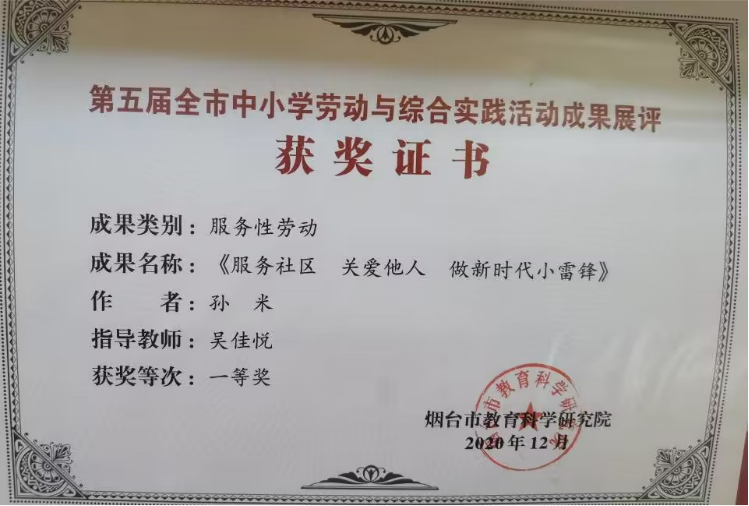 第五届全市中小学劳动与综合实践活动成果展评
获奖证书
成果类别：服务性劳动
成果名称：《服务社区 关爱他人 做新时代小雷锋》
作 者：孙 米
指导教师：吴佳悦
获奖等次：一等奖
烟台市教育科学研究院
2020年12月